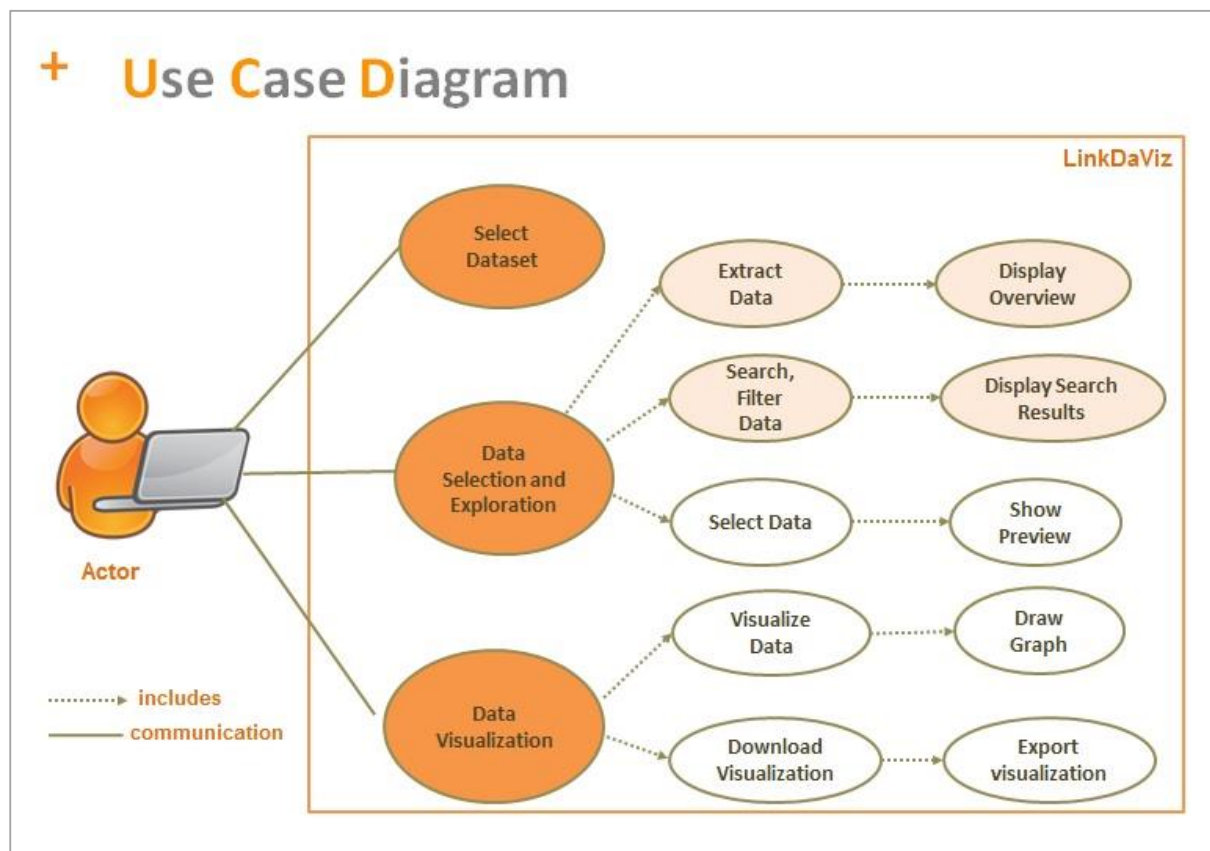 + Use Case Diagram
LinkDaViz
Select
Dataset
Extract
Data
Display
Overview
Search,
Filter
Data
Display Search
Results
Data
Selection and
Exploration
Select Data
Show
Preview
Actor
Visualize
Data
Draw
Graph
includes
communication
Data
Visualization
Download
Visualization
Export
visualization